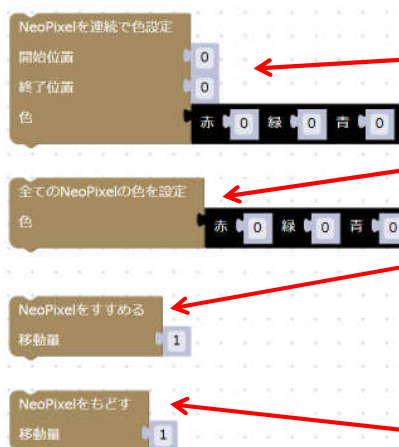 NeoPixelを連続で色設定
開始位置 0
終了位置 0
色 赤 0 緑 0 青 0
全てのNeoPixelの色を設定
色 赤 0 緑 0 青 0
NeoPixelをすすめる
移動量 1
NeoPixelをもどす
移動量 1